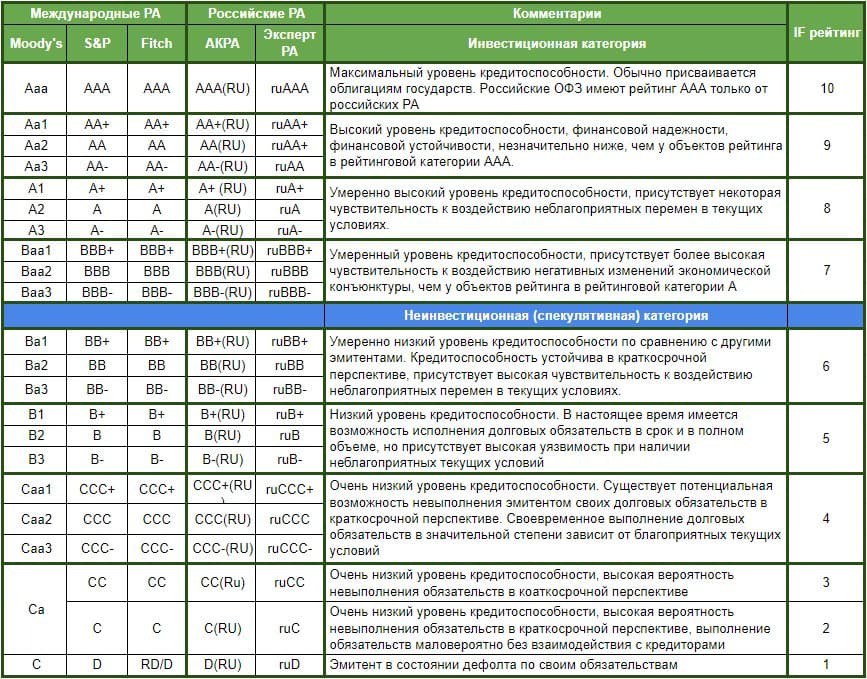 Международные РА Российские РА Комментарии IF рейтинг
Moody's S&P Fitch АКРА Эксперт РА Инвестиционная категория
Aaa AAA AAA AAA(RU) ruAAA Максимальный уровень кредитоспособности. Обычно присваивается
облигациям государств. Российские ОФЗ имеют рейтинг ААА только от
российских РА 10
Aa1 AA+ AA+ AA+(RU) ruAA+ Высокий уровень кредитоспособности, финансовой надежности,
Aa2 AA AA AA(RU) ruAA+ финансовой устойчивости, незначительно ниже, чем у объектов рейтинга 9
Aa3 AA- AA- AA-(RU) ruAA в рейтинговой категории ААА.
A1 A+ A+ A+ (RU) ruA+ Умеренно высокий уровень кредитоспособности, присутствует некоторая
A2 A A A(RU) ruA чувствительность к воздействию неблагоприятных перемен в текущих 8
A3 A- A- A-(RU) ruA- условиях.
Baa1 BBB+ BBB+ BBB+(RU) ruBBB+ Умеренный уровень кредитоспособности, присутствует более высокая
Baa2 BBB BBB BBB(RU) ruBBB чувствительность к воздействию негативных изменений экономической 7
Baa3 BBB- BBB- BBB-(RU) ruBBB- конъюнктуры, чем у объектов рейтинга в рейтинговой категории А
Неинвестиционная (спекулятивная) категория
Ba1 BB+ BB+ BB+(RU) ruBB+ Умеренно низкий уровень кредитоспособности по сравнению с другими
эмитентами. Кредитоспособность устойчива в краткосрочной
Ba2 BB BB BB(RU) ruBB перспективе, присутствует высокая чувствительность к воздействию 6
Ba3 BB- BB- BB-(RU) ruBB- неблагоприятных перемен в текущих условиях.
B1 B+ B+ B+(RU) ruB+ Низкий уровень кредитоспособности. В настоящее время имеется
возможность исполнения долговых обязательств в срок и в полном
B2 B B B(RU) ruB объеме, но присутствует высокая уязвимость при наличии 5
B3 B- B- B-(RU) ruB- неблагоприятных текущих условий
Caa1 CCC+ CCC+ CCC+(RU) ruCCC+ Очень низкий уровень кредитоспособности. Существует потенциальная
возможность невыполнения эмитентом своих долговых обязательств в
Caa2 CCC CCC CCC(RU) ruCCC краткосрочной перспективе. Своевременное выполнение долговых 4
обязательств в значительной степени зависит от благоприятных текущих
Caa3 CCC- CCC- CCC-(RU) ruCCC- условий
Ca CC CC CC(Ru) ruCC Очень низкий уровень кредитоспособности, высокая вероятность
невыполнения обязательств в коаткосрочной перспективе 3
C C C(RU) ruC Очень низкий уровень кредитоспособности, высокая вероятность
невыполнения обязательств в краткосрочной перспективе, выполнение 2
обязательств маловероятно без взаимодействия с кредиторами
C D RD/D D(RU) ruD Эмитент в состоянии дефолта по своим обязательствам 1